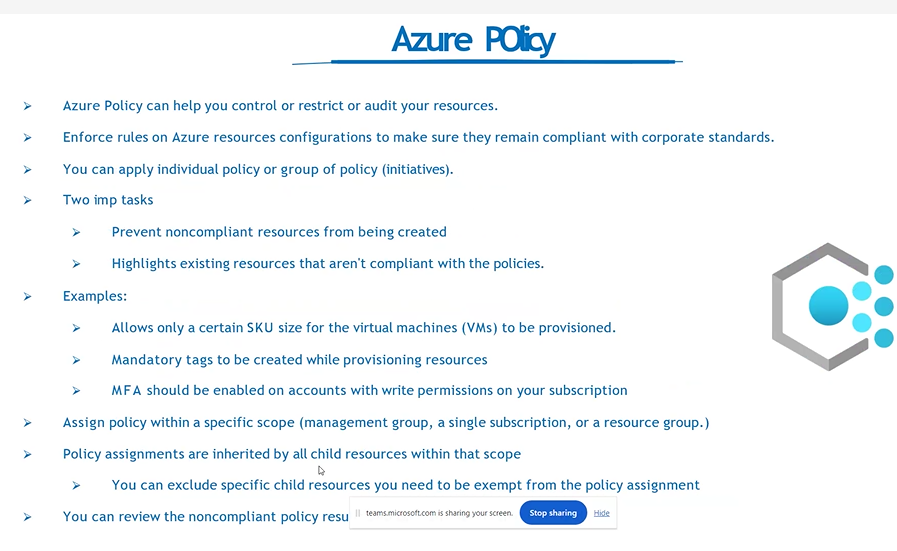 Azure POlicy
Azure Policy can help you control or restrict or audit your resources.
Enforce rules on Azure resources configurations to make sure they remain compliant with corporate standards.
You can apply individual policy or group of policy (initiatives).
Two imp tasks
Prevent noncompliant resources from being created
Highlights existing resources that aren't compliant with the policies.
Examples:
Allows only a certain SKU size for the virtual machines (VMs) to be provisioned.
Mandatory tags to be created while provisioning resources
MFA should be enabled on accounts with write permissions on your subscription
Assign policy within a specific scope (management group, a single subscription, or a resource group.)
Policy assignments are inherited by all child resources within that scope
You can exclude specific child resources you need to be exempt from the policy assignment
You can review the noncompliant policy
teams.microsoft.com is sharing your screen. Stop sharing Hide